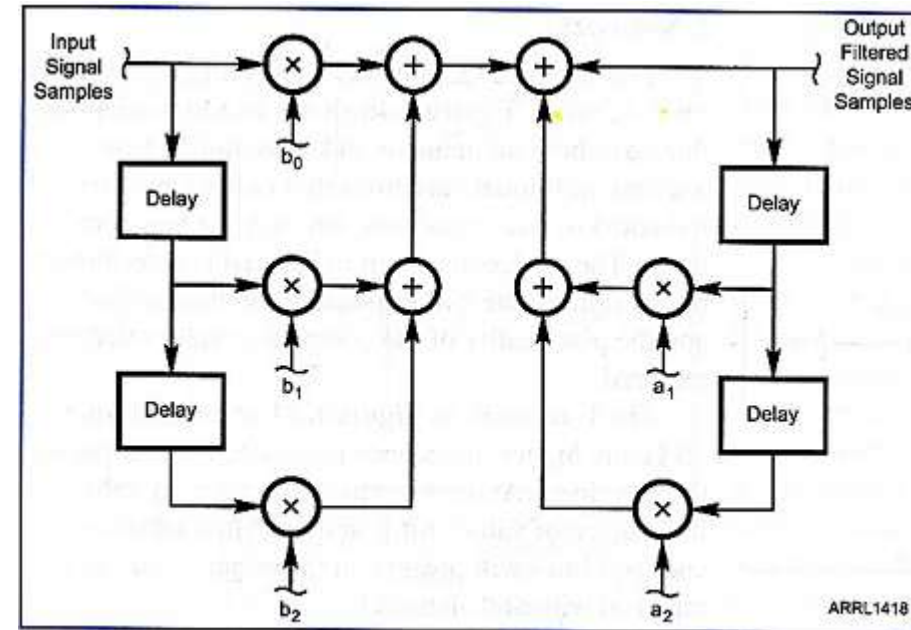 Input
Signal
Samples
Output
Filtered
Signal
Samples
×
+
+
b0
Delay
Delay
×
+
+
×
b1
a1
Delay
Delay
×
×
b2
a2
ARRL1418